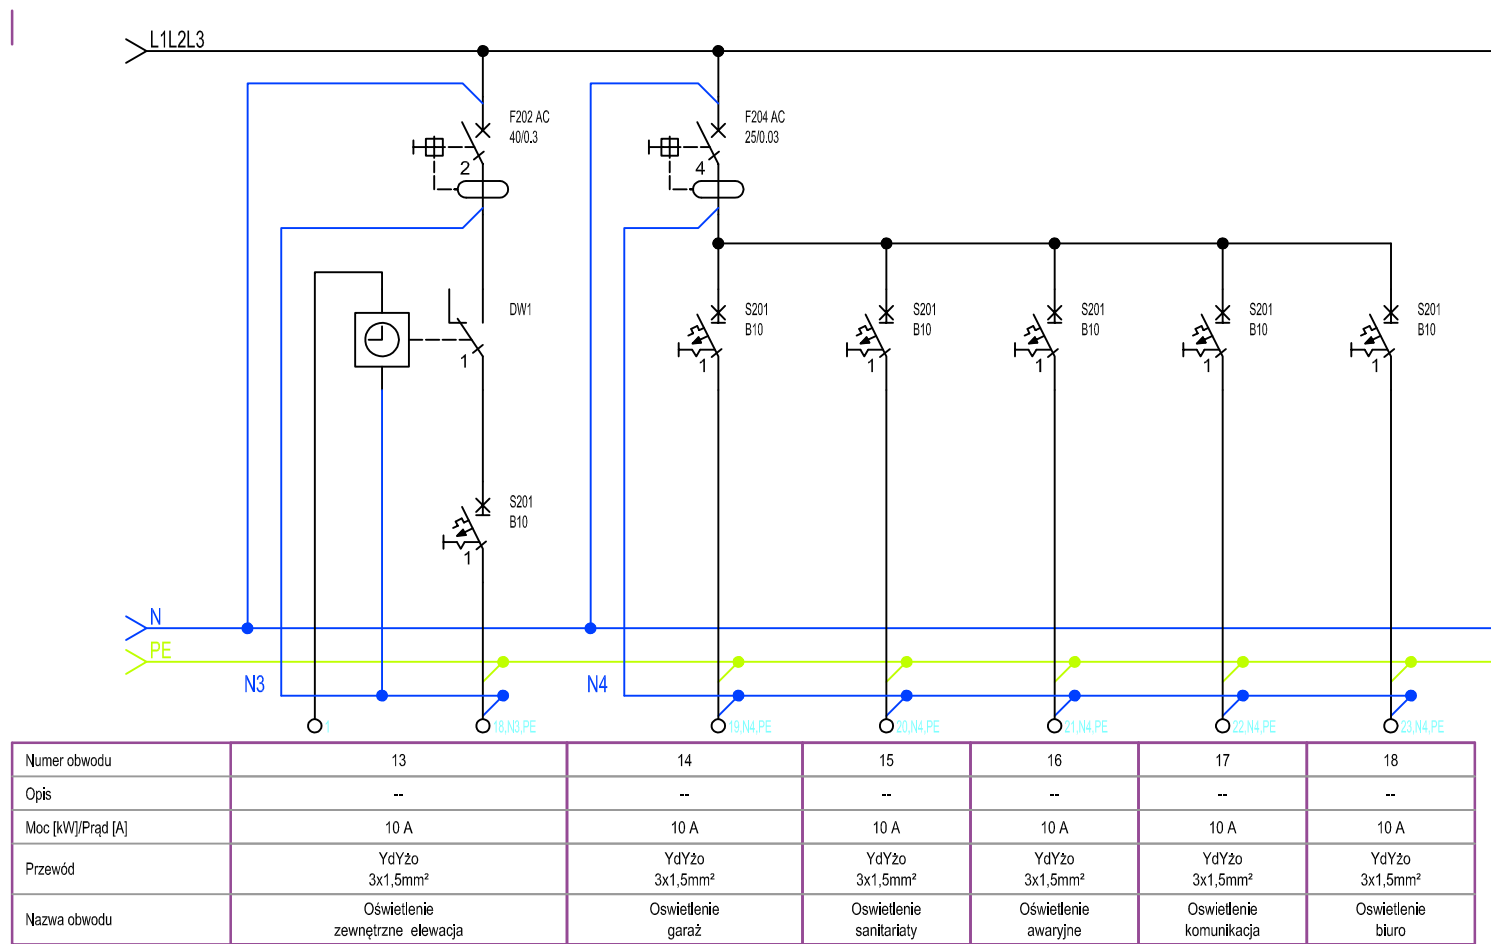 L1L2L3
F202 AC
40/0.3
2
F204 AC
25/0.03
4
DW1
1
S201
B10
1
S201
B10
1
S201
B10
1
S201
B10
1
S201
B10
1
S201
B10
1
N
PE
N3
N4
1
18,N3,PE
19,N4,PE
20,N4,PE
21,N4,PE
22,N4,PE
23,N4,PE
Numer obwodu 13 14 15 16 17 18
Opis -- -- -- -- -- --
Moc [kW]/Prąd [A] 10 A 10 A 10 A 10 A 10 A 10 A
Przewód
YdYżo YdYżo YdYżo YdYżo YdYżo YdYżo
3x1,5mm² 3x1,5mm² 3x1,5mm² 3x1,5mm² 3x1,5mm² 3x1,5mm²
Nazwa obwodu
Oświetlenie Oswietlenie Oswietlenie Oświetlenie Oswietlenie Oswietlenie
zewnętrzne elewacja garaż sanitariaty awaryjne komunikacja biuro